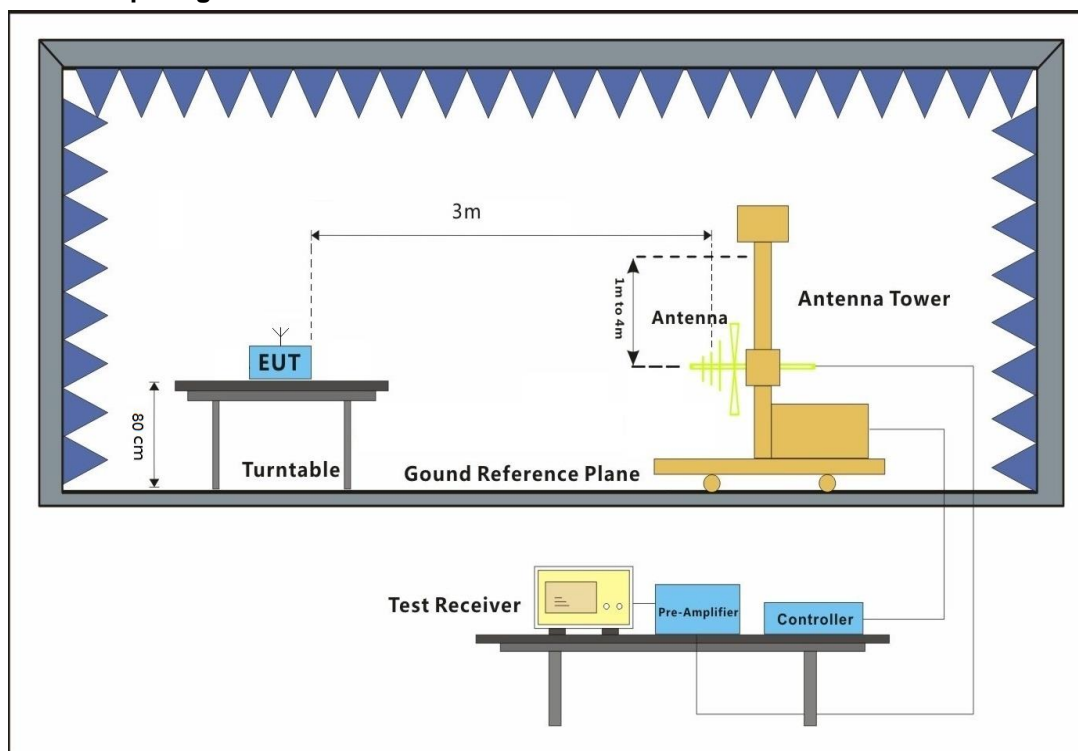 3m
1m to 4m
Antenna
Antenna Tower
EUT
80 cm
Turntable
Gound Reference Plane
Test Receiver
Pre-Amplifier
Controller